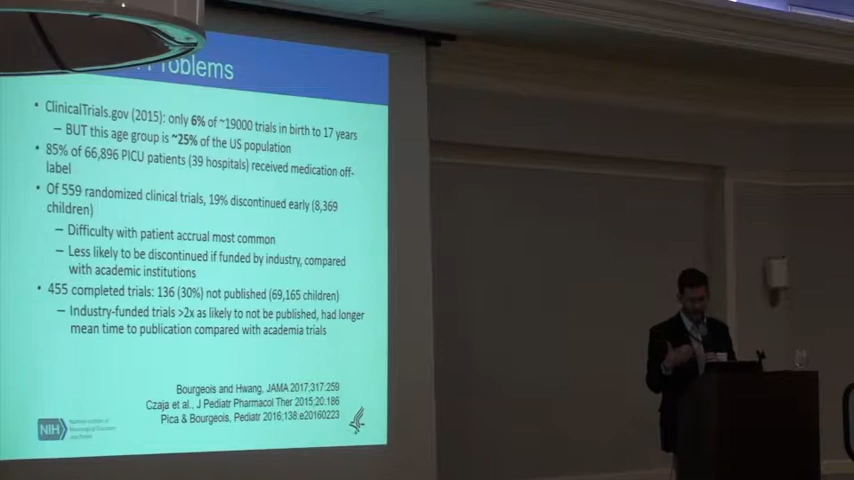 Problems
• ClinicalTrials.gov (2015): only 6% of ~19000 trials in birth to 17 years
– BUT this age group is ~25% of the US population
• 85% of 66,896 PICU patients (39 hospitals) received medication off-
label
• Of 559 randomized clinical trials, 19% discontinued early (8,369
children)
– Difficulty with patient accrual most common
– Less likely to be discontinued if funded by industry, compared
with academic institutions
• 455 completed trials: 136 (30%) not published (69,165 children)
– Industry-funded trials >2x as likely to not be published, had longer
mean time to publication compared with academia trials
Bourgeois and Hwang, JAMA 2017;317:259
Czaja et al., J Pediatr Pharmacol Ther 2015;20:186
Pica & Bourgeois, Pediatr 2016;138:e20160223
NIH
National Institute of
Neurological Disorders
and Stroke